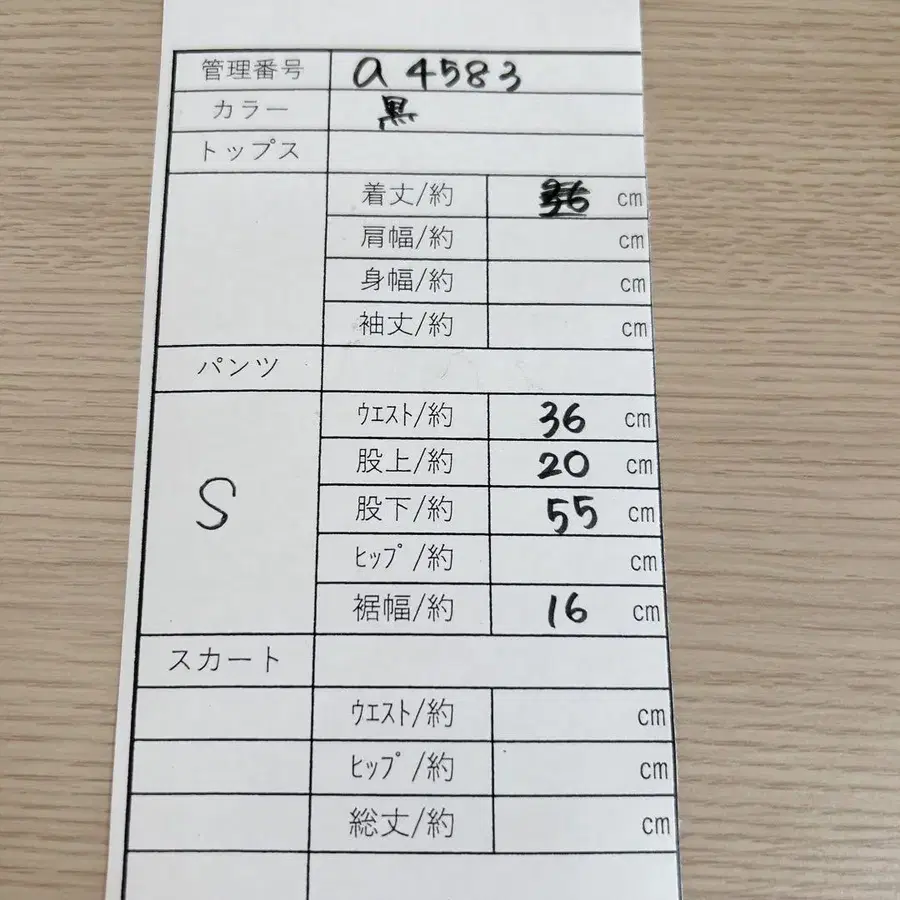 管理番号 a 4583
カラー 黒
トップス
着丈/約 cm
肩幅/約 cm
身幅/約 cm
袖丈/約 cm
パンツ
ｳｴｽﾄ/約 36 cm
股上/約 20 cm
S 股下/約 55 cm
ﾋｯﾌﾟ/約 cm
裾幅/約 16 cm
スカート
ｳｴｽﾄ/約 cm
ﾋｯﾌﾟ/約 cm
総丈/約 cm